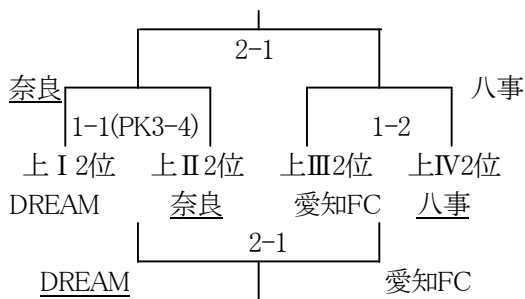 2-1
奈良 八事
1-1(PK3-4) 1-2
上Ⅰ2位 上Ⅱ2位 上Ⅲ2位 上Ⅳ2位
DREAM 奈良 愛知FC 八事
2-1
DREAM 愛知FC